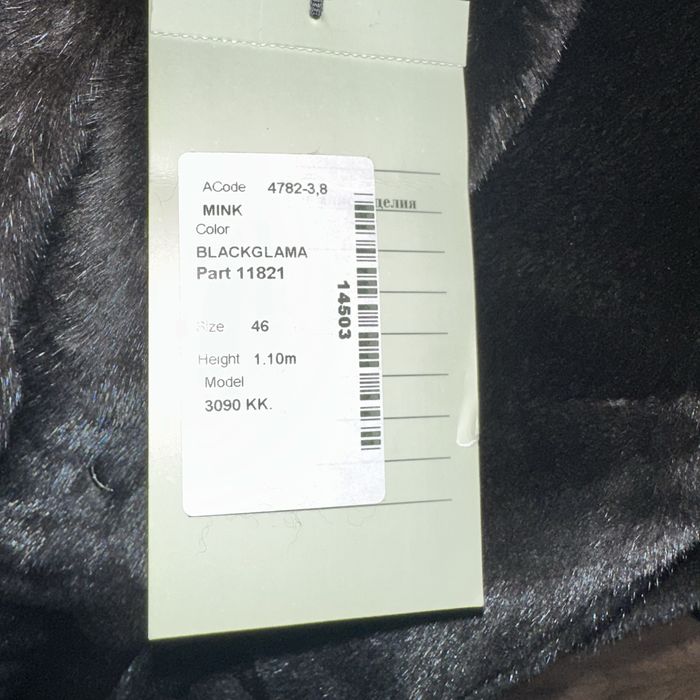 ACode 4782-3,8
MINK
Color
BLACKGLAMA
Part 11821
Size 46
Height 1.10m
Model
3090 KK.
14503